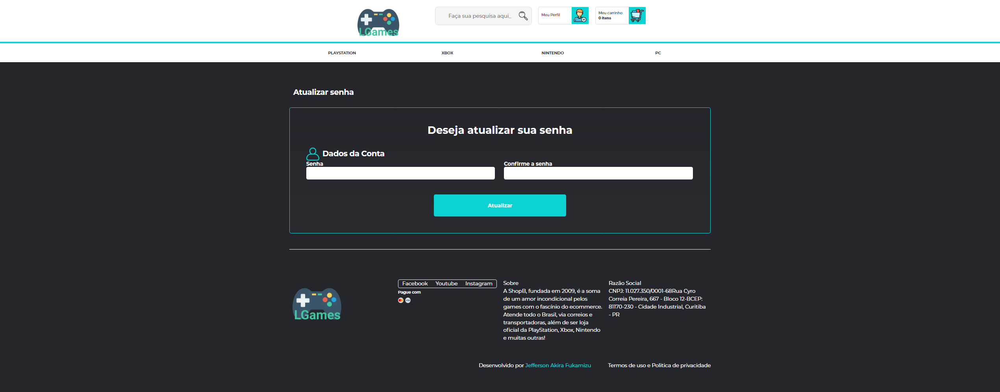 LGames
Faça sua pesquisa aqui_
Meu Perfil
Meu carrinho
0 itens
PLAYSTATION
XBOX
NINTENDO
PC
Atualizar senha
Deseja atualizar sua senha
Dados da Conta
Senha
Confirme a senha
Atualizar
LGames
Facebook Youtube Instagram
Pague com
VISA
Sobre
A ShopB, fundada em 2009, é a soma
de um amor incondicional pelos
games com o fascínio do ecommerce.
Atende todo o Brasil, via correios e
transportadoras, além de ser loja
oficial da PlayStation, Xbox, Nintendo
e muitas outras!
Razão Social
CNPJ: 11.027.350/0001-68Rua Cyro
Correia Pereira, 667 - Bloco 12-BCEP:
81170-230 - Cidade Industrial, Curitiba
- PR
Desenvolvido por Jefferson Akira Fukamizu
Termos de uso e Politica de privacidade